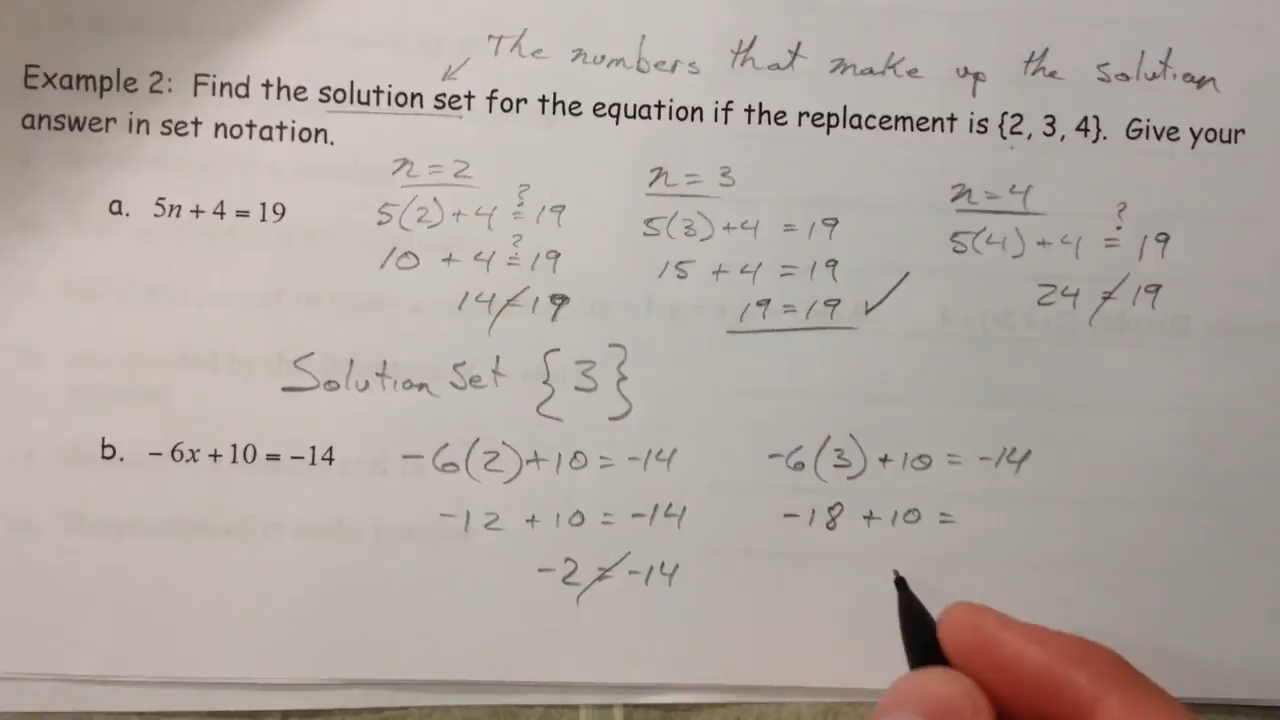 The numbers that make up the solution
Example 2: Find the solution set for the equation if the replacement is {2, 3, 4}. Give your
answer in set notation.
a. 5n + 4 = 19
n = 2
5(2) + 4 ≟ 19
10 + 4 ≟ 19
14 ≠ 19
n = 3
5(3) + 4 = 19
15 + 4 = 19
19 = 19 ✓
n = 4
5(4) + 4 ≟ 19
24 ≠ 19
Solution Set {3}
b. − 6x + 10 = −14
-6(2) + 10 = -14
-12 + 10 = -14
-2 ≠ -14
-6(3) + 10 = -14
-18 + 10 =